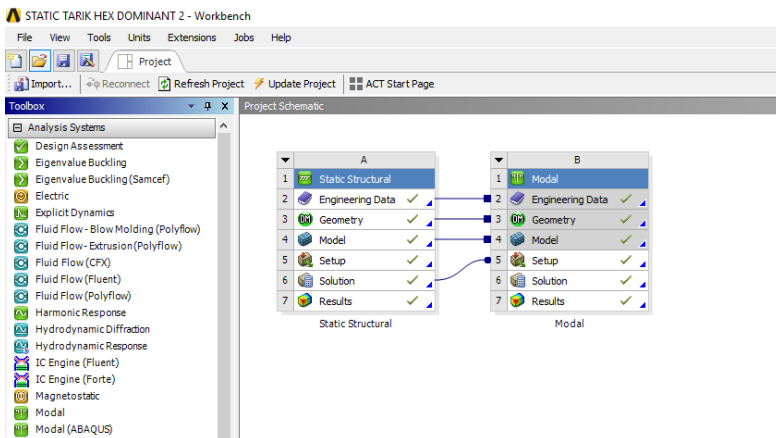 STATIC TARIK HEX DOMINANT 2 - Workbench
File View Tools Units Extensions Jobs Help
Project
Import... Reconnect Refresh Project Update Project ACT Start Page
Toolbox
Project Schematic
Analysis Systems
Design Assessment
Eigenvalue Buckling
Eigenvalue Buckling (Samcef)
Electric
Explicit Dynamics
Fluid Flow - Blow Molding (Polyflow)
Fluid Flow - Extrusion (Polyflow)
Fluid Flow (CFX)
Fluid Flow (Fluent)
Fluid Flow (Polyflow)
Harmonic Response
Hydrodynamic Diffraction
Hydrodynamic Response
IC Engine (Fluent)
IC Engine (Forte)
Magnetostatic
Modal
Modal (ABAQUS)
A
1 Static Structural
2 Engineering Data
3 Geometry
4 Model
5 Setup
6 Solution
7 Results
Static Structural
B
1 Modal
2 Engineering Data
3 Geometry
4 Model
5 Setup
6 Solution
7 Results
Modal